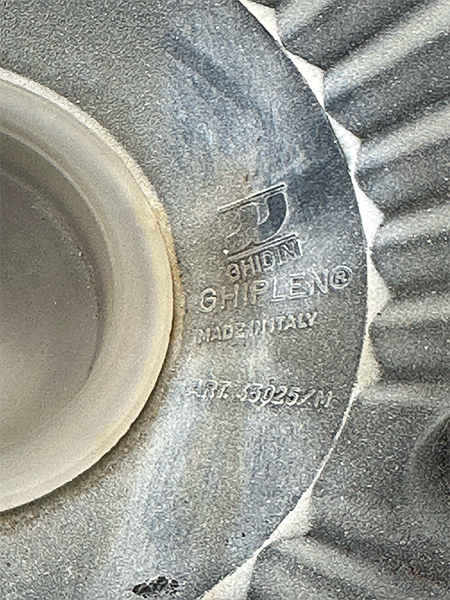 GHIDINI
GHIPLEN®
MADE IN ITALY
ART. 33025/M